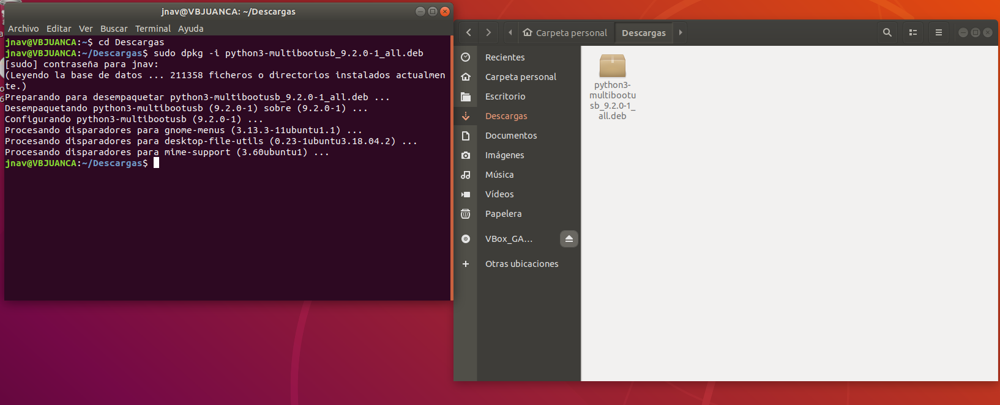 jnav@VBJUANCA: ~/Descargas
Archivo Editar Ver Buscar Terminal Ayuda
jnav@VBJUANCA:~$ cd Descargas
jnav@VBJUANCA:~/Descargas$ sudo dpkg -i python3-multibootusb_9.2.0-1_all.deb
[sudo] contraseña para jnav:
(Leyendo la base de datos ... 211358 ficheros o directorios instalados actualmen
te.)
Preparando para desempaquetar python3-multibootusb_9.2.0-1_all.deb ...
Desempaquetando python3-multibootusb (9.2.0-1) sobre (9.2.0-1) ...
Configurando python3-multibootusb (9.2.0-1) ...
Procesando disparadores para gnome-menus (3.13.3-11ubuntu1.1) ...
Procesando disparadores para desktop-file-utils (0.23-1ubuntu3.18.04.2) ...
Procesando disparadores para mime-support (3.60ubuntu1) ...
jnav@VBJUANCA:~/Descargas$
Carpeta personal
Descargas
Recientes
Carpeta personal
Escritorio
Descargas
Documentos
Imágenes
Música
Vídeos
Papelera
VBox_GA...
Otras ubicaciones
python3-
multibootu
sb_9.2.0-1_
all.deb